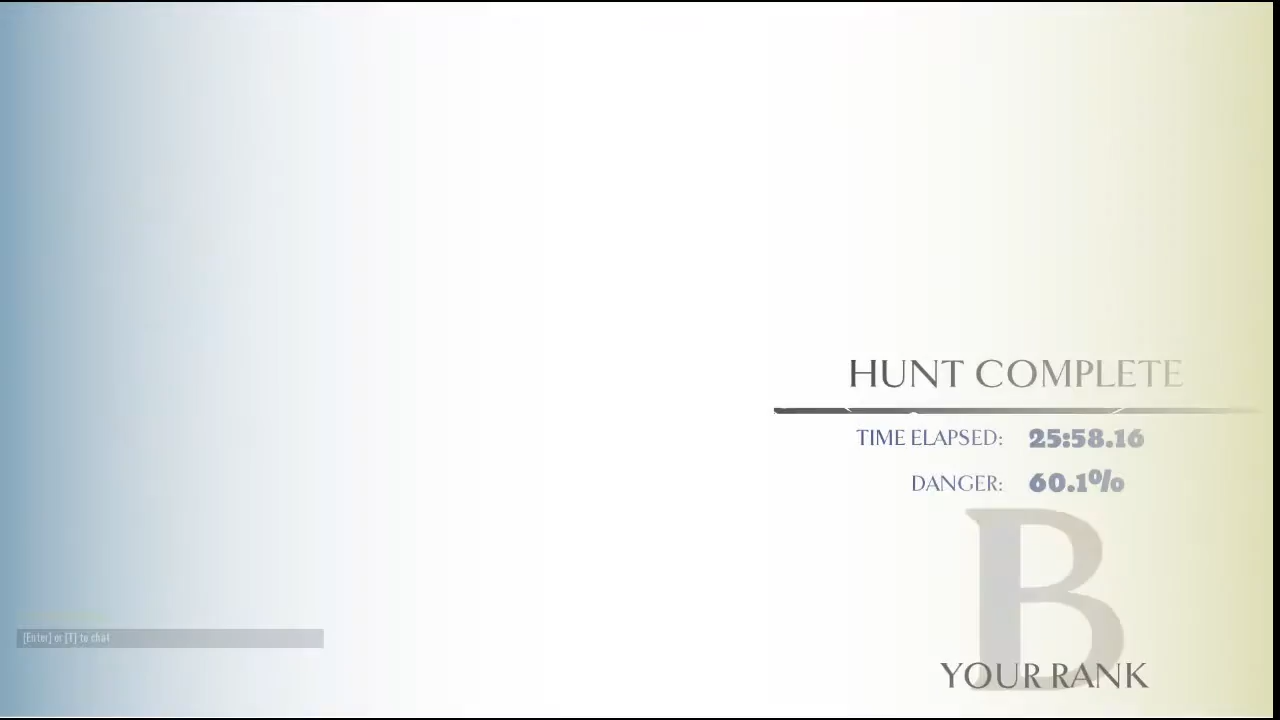 HUNT COMPLETE
TIME ELAPSED: 25:58.16
DANGER: 60.1%
B
[Enter] or [T] to chat
YOUR RANK